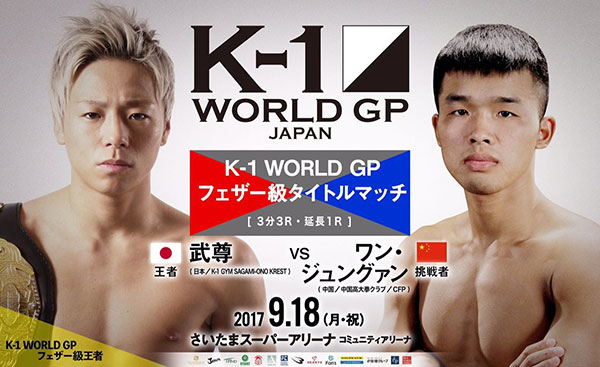 K-1
WORLD GP
JAPAN
K-1 WORLD GP
フェザー級タイトルマッチ
[ 3分3R・延長1R ]
王者
武尊
( 日本／K-1 GYM SAGAMI-ONO KREST )
VS
ワン・
ジュングァン
( 中国／中国高大拳クラブ／CFP )
挑戦者
2017 9.18 (月・祝)
さいたまスーパーアリーナ コミュニティアリーナ
K-1 WORLD GP
フェザー級王者